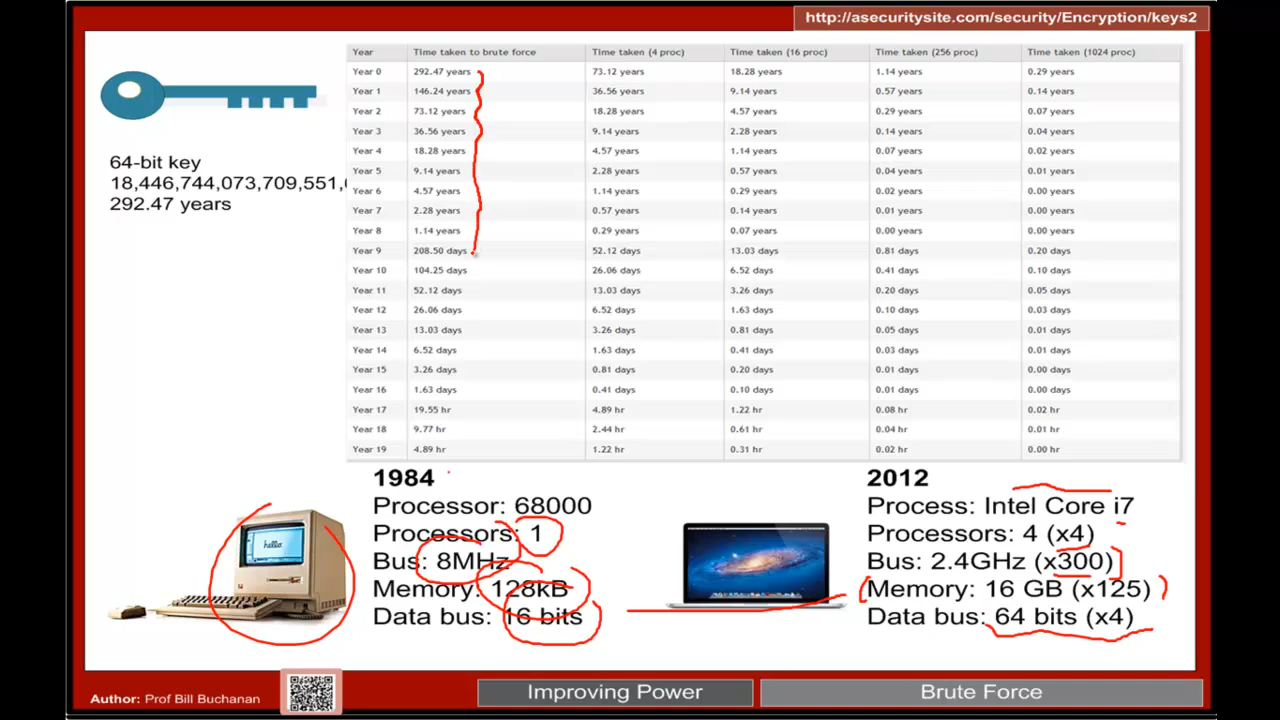 http://asecuritysite.com/security/Encryption/keys2
64-bit key
18,446,744,073,709,551,
292.47 years
Year Time taken to brute force Time taken (4 proc) Time taken (16 proc) Time taken (256 proc) Time taken (1024 proc)
Year 0 292.47 years 73.12 years 18.28 years 1.14 years 0.29 years
Year 1 146.24 years 36.56 years 9.14 years 0.57 years 0.14 years
Year 2 73.12 years 18.28 years 4.57 years 0.29 years 0.07 years
Year 3 36.56 years 9.14 years 2.28 years 0.14 years 0.04 years
Year 4 18.28 years 4.57 years 1.14 years 0.07 years 0.02 years
Year 5 9.14 years 2.28 years 0.57 years 0.04 years 0.01 years
Year 6 4.57 years 1.14 years 0.29 years 0.02 years 0.00 years
Year 7 2.28 years 0.57 years 0.14 years 0.01 years 0.00 years
Year 8 1.14 years 0.29 years 0.07 years 0.00 years 0.00 years
Year 9 208.50 days 52.12 days 13.03 days 0.81 days 0.20 days
Year 10 104.25 days 26.06 days 6.52 days 0.41 days 0.10 days
Year 11 52.12 days 13.03 days 3.26 days 0.20 days 0.05 days
Year 12 26.06 days 6.52 days 1.63 days 0.10 days 0.03 days
Year 13 13.03 days 3.26 days 0.81 days 0.05 days 0.01 days
Year 14 6.52 days 1.63 days 0.41 days 0.03 days 0.01 days
Year 15 3.26 days 0.81 days 0.20 days 0.01 days 0.00 days
Year 16 1.63 days 0.41 days 0.10 days 0.01 days 0.00 days
Year 17 19.55 hr 4.89 hr 1.22 hr 0.08 hr 0.02 hr
Year 18 9.77 hr 2.44 hr 0.61 hr 0.04 hr 0.01 hr
Year 19 4.89 hr 1.22 hr 0.31 hr 0.02 hr 0.00 hr
1984
Processor: 68000
Processors: 1
Bus: 8MHz
Memory: 128kB
Data bus: 16 bits
hello
2012
Process: Intel Core i7
Processors: 4 (x4)
Bus: 2.4GHz (x300)
Memory: 16 GB (x125)
Data bus: 64 bits (x4)
Author: Prof Bill Buchanan
Improving Power
Brute Force